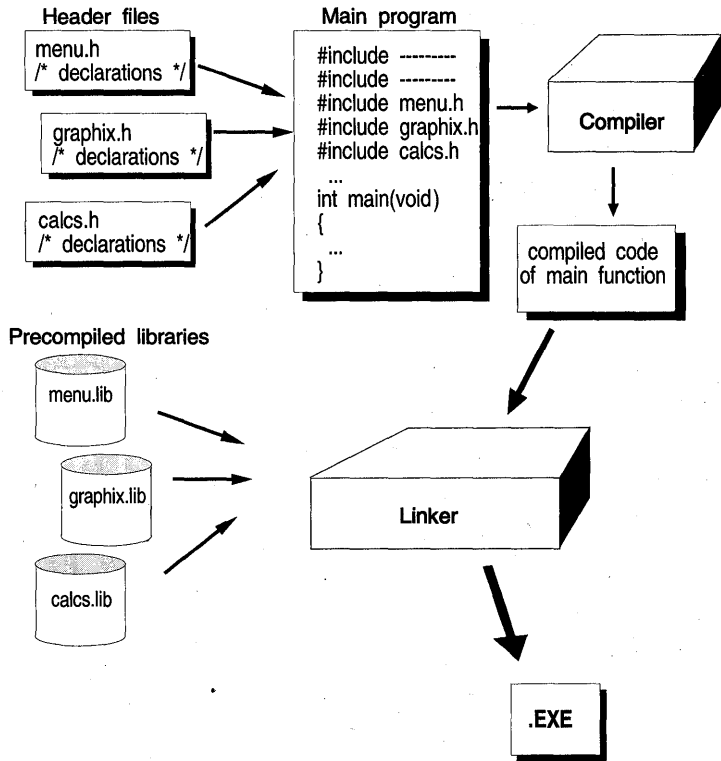 Header files
menu.h
/* declarations */
graphix.h
/* declarations */
calcs.h
/* declarations */
Main program
#include ---------
#include ---------
#include menu.h
#include graphix.h
#include calcs.h
...
int main(void)
{
...
}
Compiler
compiled code
of main function
Precompiled libraries
menu.lib
graphix.lib
calcs.lib
Linker
.EXE